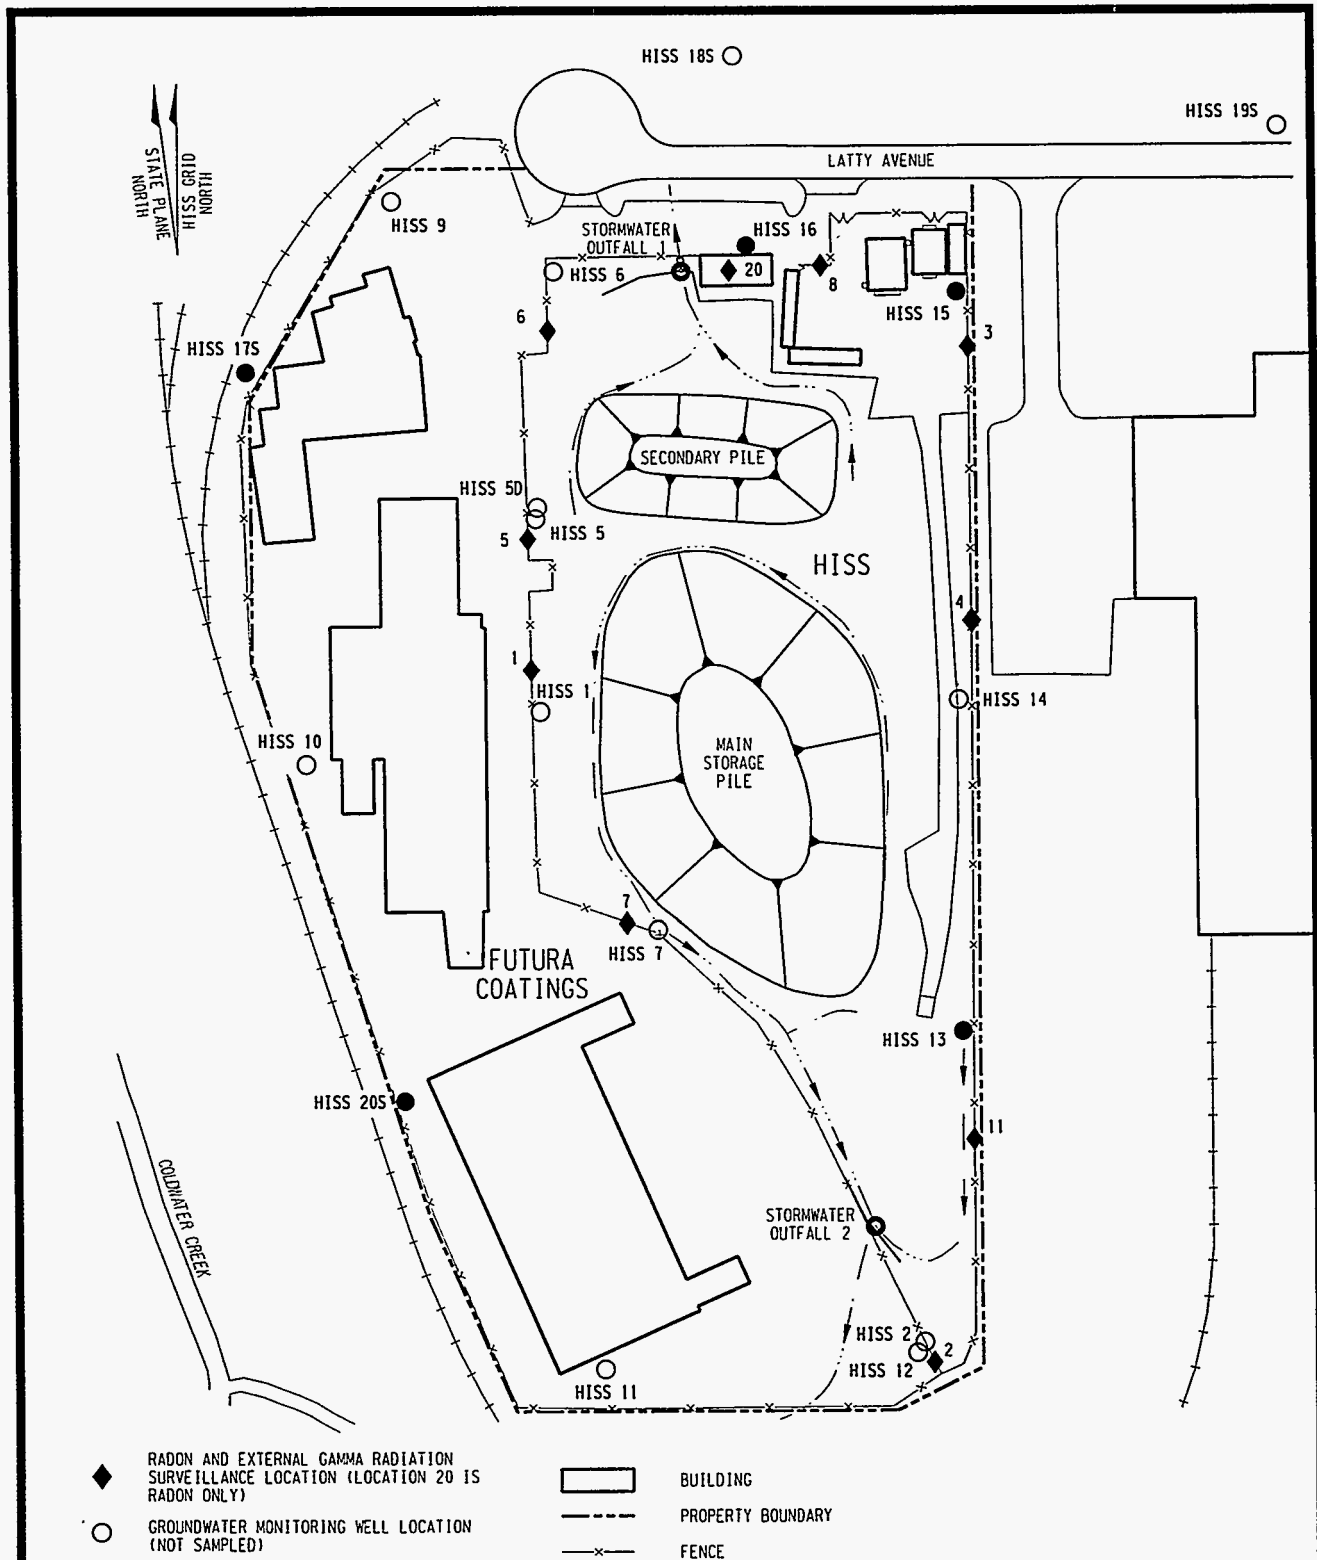 HISS 18S
HISS 19S
LATTY AVENUE
STATE PLANE
NORTH
HISS GRID
NORTH
HISS 9
STORMWATER
OUTFALL 1
HISS 16
HISS 6
20
8
HISS 15
6
3
HISS 17S
SECONDARY PILE
HISS 5D
HISS 5
5
HISS
4
1
HISS 1
HISS 14
HISS 10
MAIN
STORAGE
PILE
7
HISS 7
FUTURA
COATINGS
HISS 13
HISS 20S
11
COLDWATER CREEK
STORMWATER
OUTFALL 2
HISS 2
HISS 12
2
HISS 11
RADON AND EXTERNAL GAMMA RADIATION
SURVEILLANCE LOCATION (LOCATION 20 IS
RADON ONLY)
GROUNDWATER MONITORING WELL LOCATION
(NOT SAMPLED)
BUILDING
PROPERTY BOUNDARY
FENCE